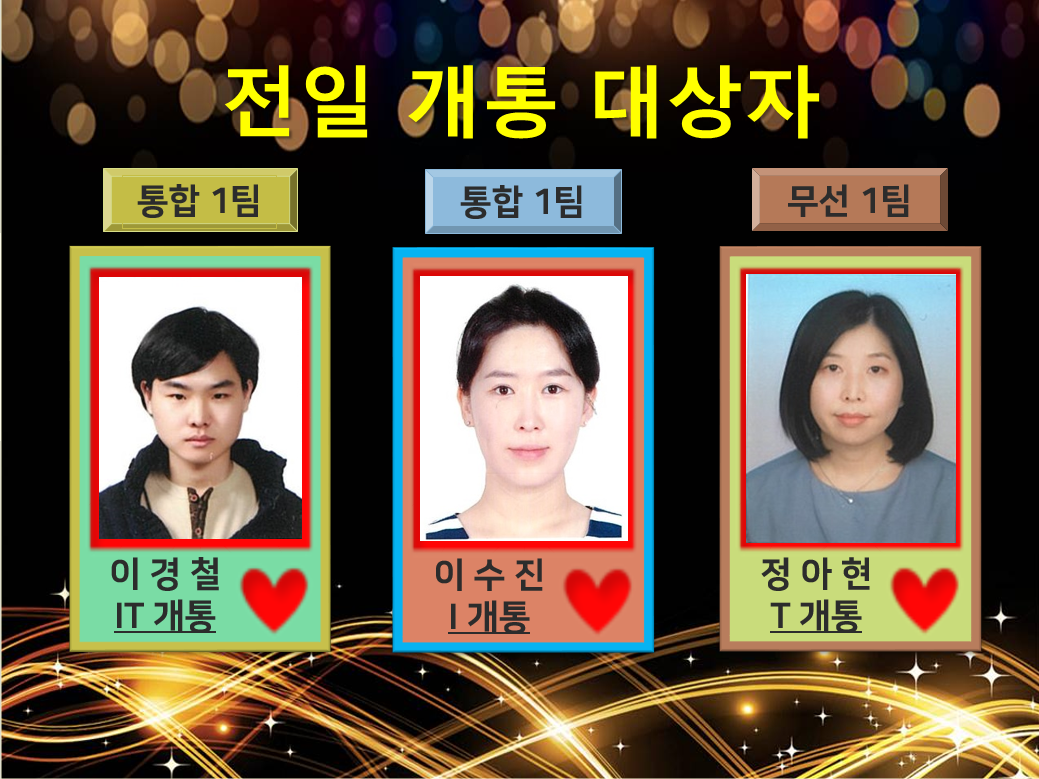 전일 개통 대상자
통합 1팀
통합 1팀
무선 1팀
이 경 철
IT 개통
이 수 진
I 개통
정 아 현
T 개통